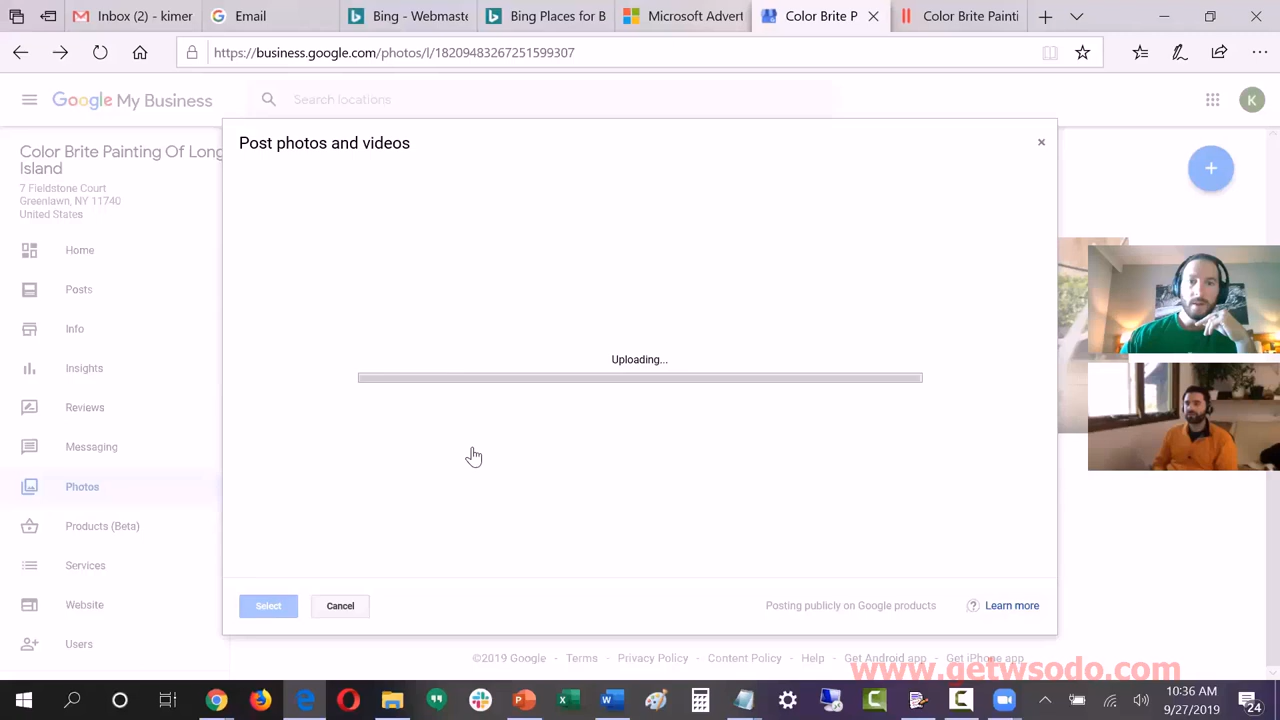 Inbox (2) - kimer
Email
Bing - Webmaste
Bing Places for B
Microsoft Advert
Color Brite P
Color Brite Painti
https://business.google.com/photos/l/18209483267251599307
Google My Business
Search locations
K
Color Brite Painting Of Long
Island
7 Fieldstone Court
Greenlawn, NY 11740
United States
Home
Posts
Info
Insights
Reviews
Messaging
Photos
Products (Beta)
Services
Website
Users
Post photos and videos
Uploading...
Select
Cancel
Posting publicly on Google products
Learn more
©2019 Google - Terms - Privacy Policy - Content Policy - Help - Get Android app - Get iPhone app
www.getwsodo.com
10:36 AM
9/27/2019
24